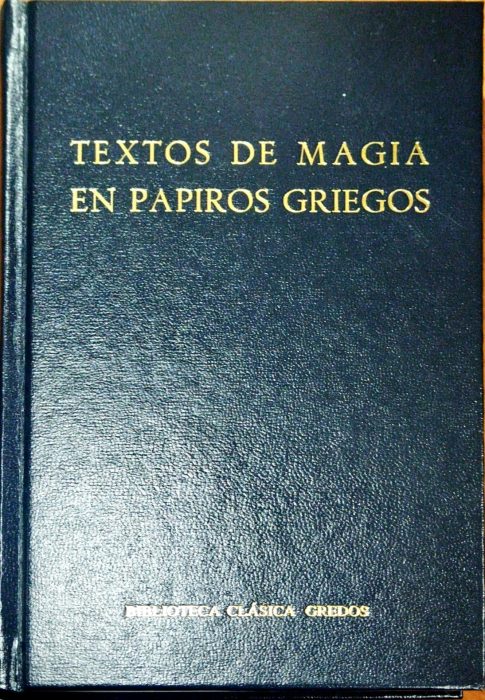 TEXTOS DE MAGIA
EN PAPIROS GRIEGOS
BIBLIOTECA CLÁSICA GREDOS